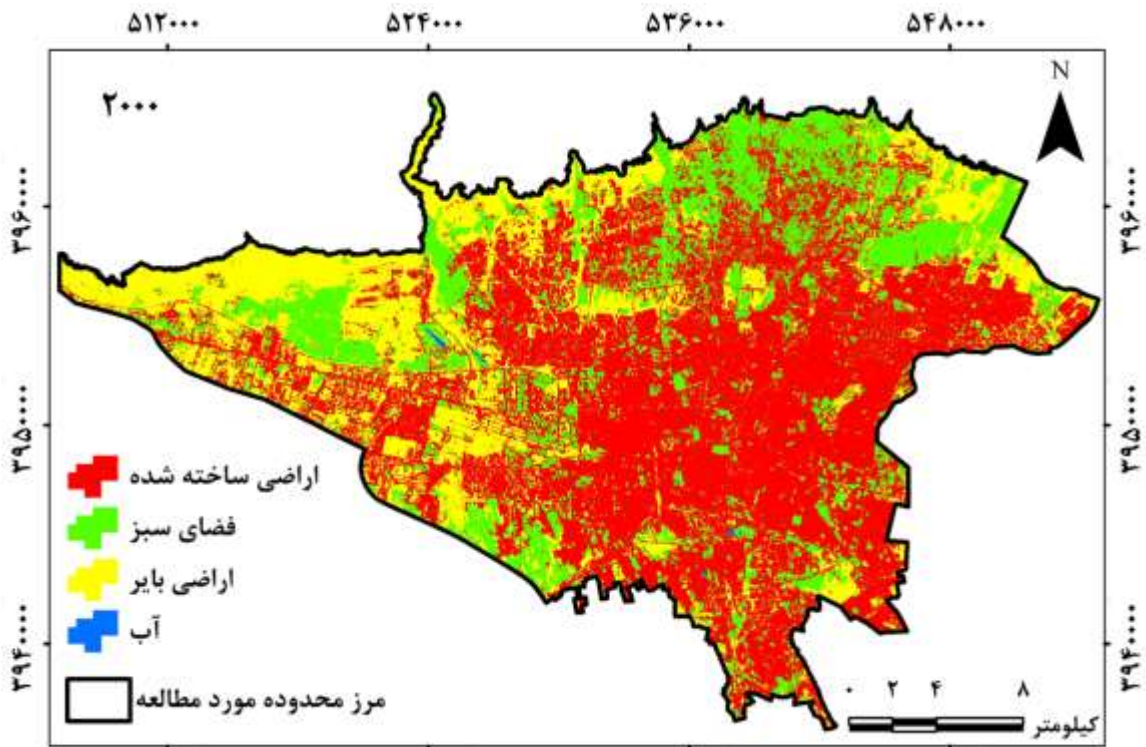 ۵۱۲۰۰۰ ۵۲۴۰۰۰ ۵۳۶۰۰۰ ۵۴۸۰۰۰
۲۰۰۰
N
۳۹۶۰۰۰۰ ۳۹۶۰۰۰۰
۳۹۵۰۰۰۰ ۳۹۵۰۰۰۰
اراضی ساخته شده
فضای سبز
اراضی بایر
آب
۳۹۴۰۰۰۰ ۳۹۴۰۰۰۰
مرز محدوده مورد مطالعه
۰ ۲ ۴ ۸
کیلومتر